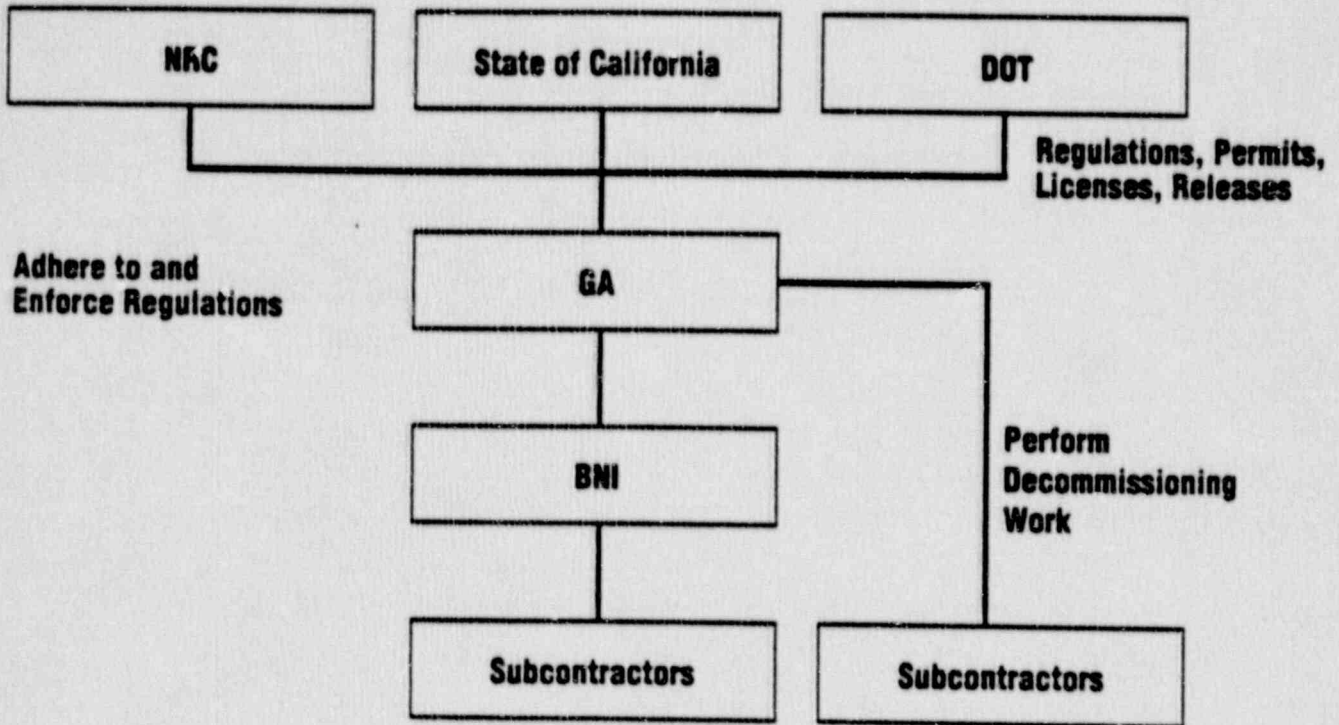 NRC
State of California
DOT
Regulations, Permits,
Licenses, Releases
Adhere to and
Enforce Regulations
GA
BNI
Perform
Decommissioning
Work
Subcontractors
Subcontractors